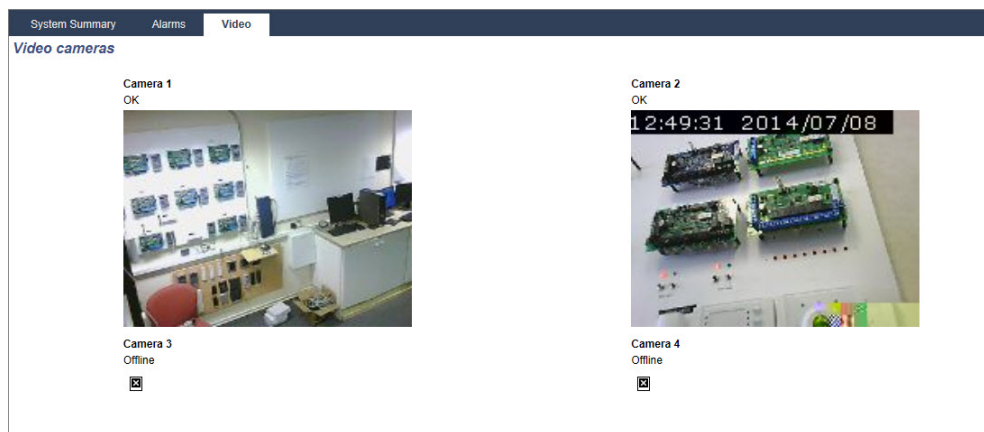 System Summary Alarms Video
Video cameras
Camera 1
OK
Camera 2
OK
12:49:31 2014/07/08
Camera 3
Offline
Camera 4
Offline